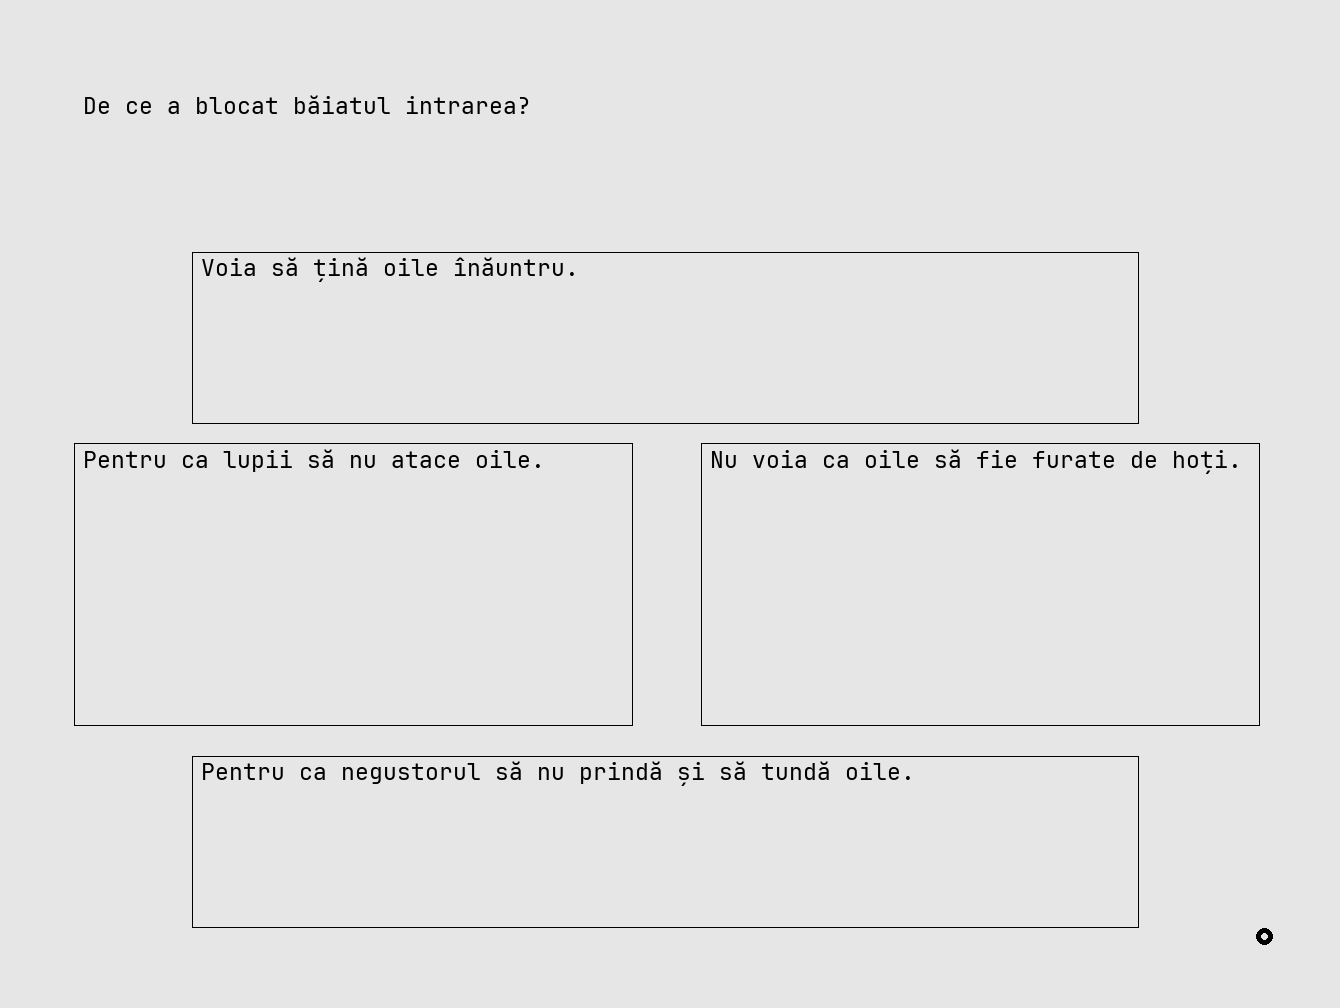 De ce a blocat băiatul intrarea?
Voia să țină oile înăuntru.
Pentru ca lupii să nu atace oile.
Nu voia ca oile să fie furate de hoți.
Pentru ca negustorul să nu prindă și să tundă oile.